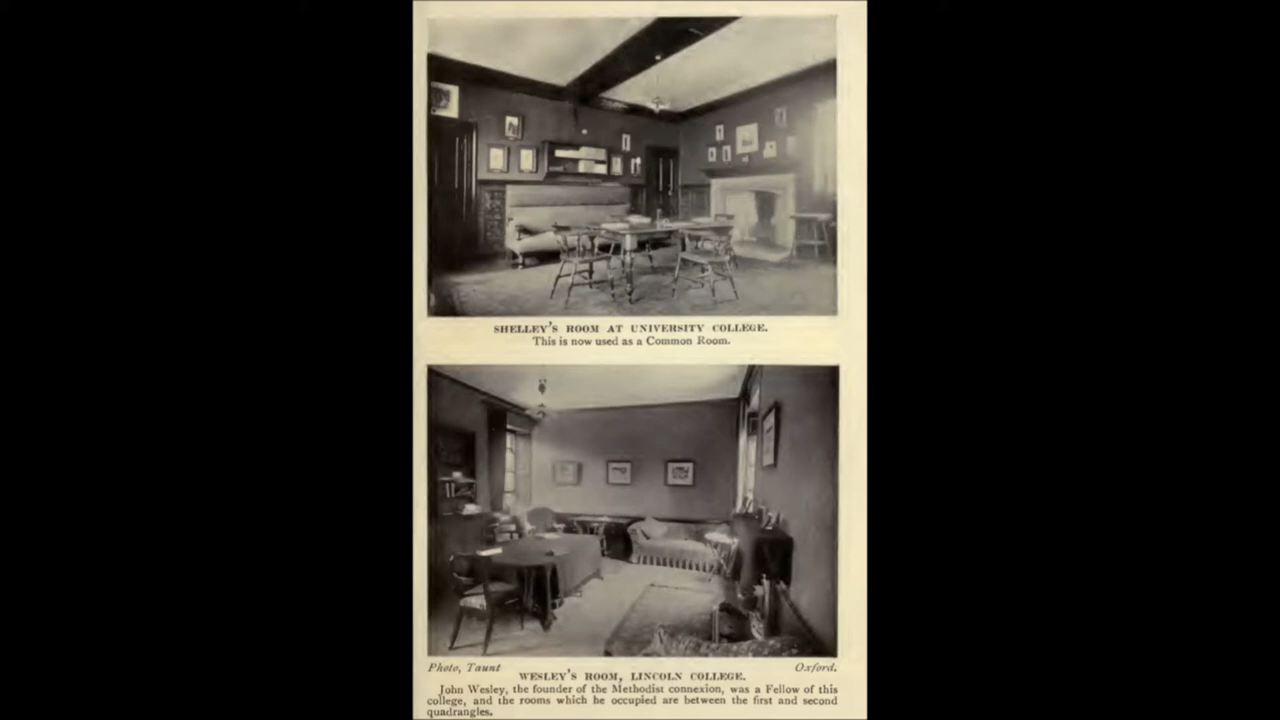 SHELLEY'S ROOM AT UNIVERSITY COLLEGE.
This is now used as a Common Room.
Photo, Taunt
Oxford.
WESLEY'S ROOM, LINCOLN COLLEGE.
John Wesley, the founder of the Methodist connexion, was a Fellow of this
college, and the rooms which he occupied are between the first and second
quadrangles.